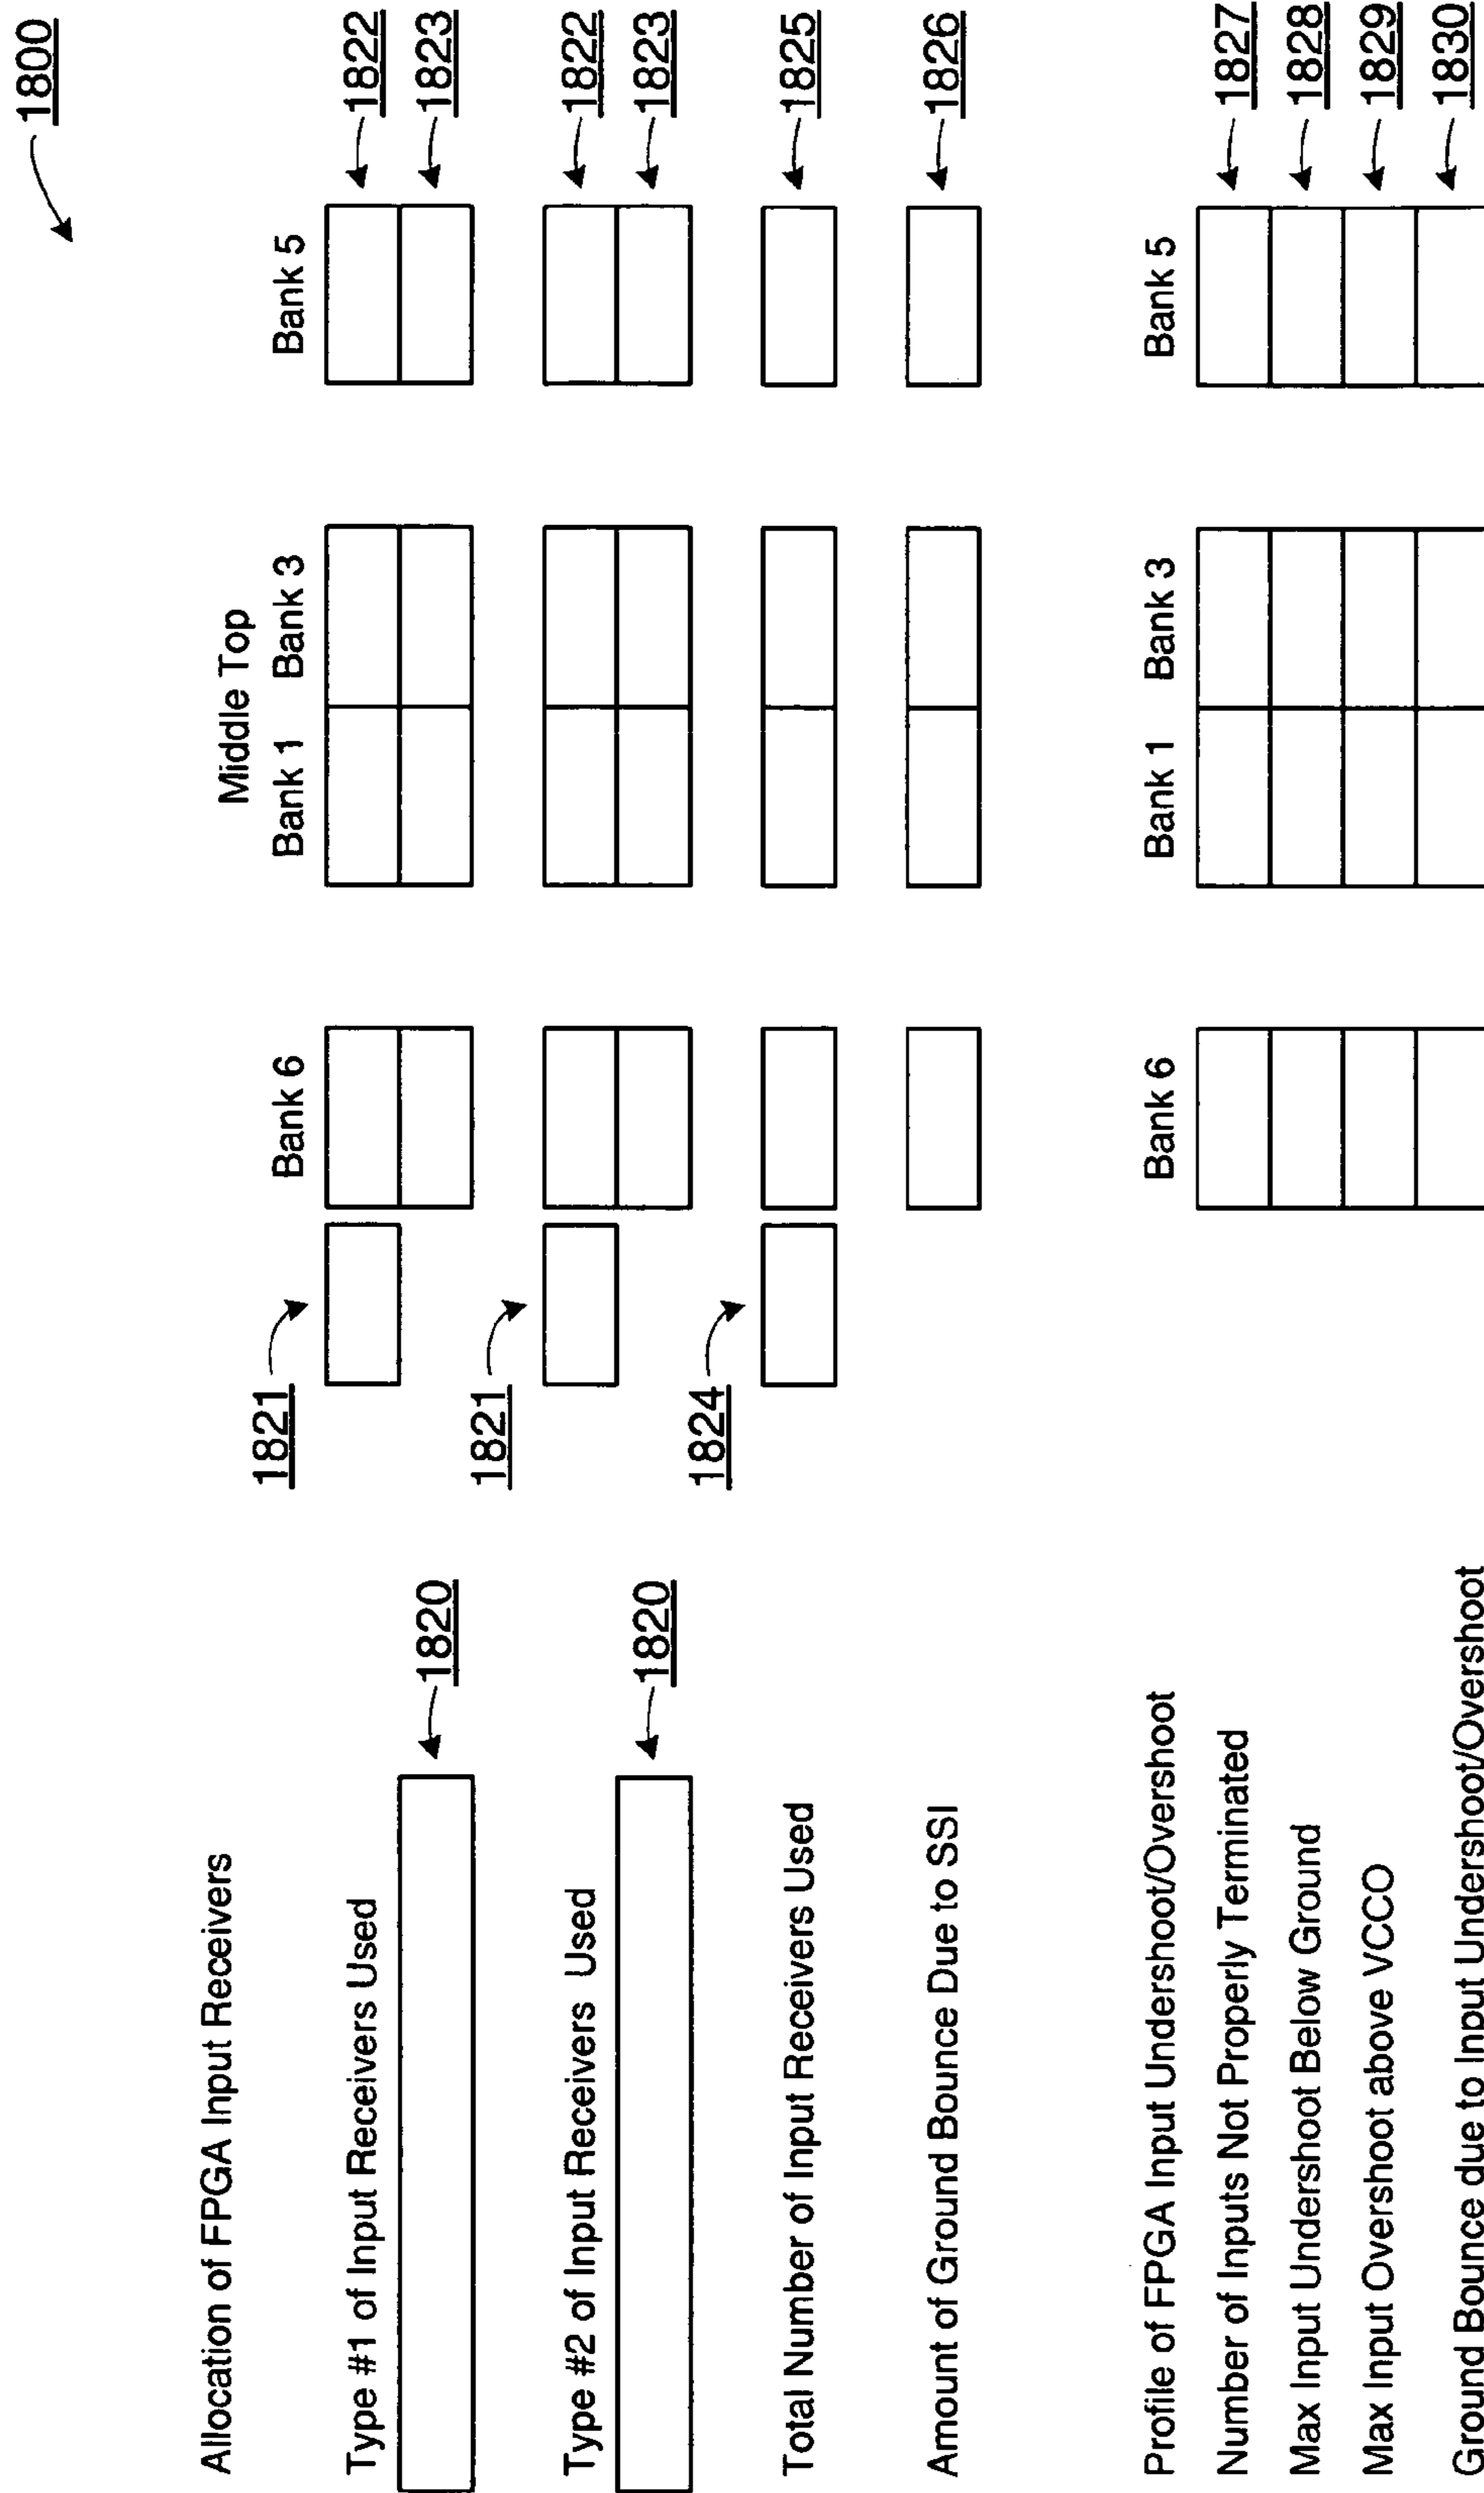 1800
Middle Top
Allocation of FPGA Input Receivers
Bank 6 Bank 1 Bank 3 Bank 5
1821
Type #1 of Input Receivers Used
1822
1820
1823
1821
Type #2 of Input Receivers Used
1822
1820
1823
1824
Total Number of Input Receivers Used
1825
Amount of Ground Bounce Due to SSI
1826
Profile of FPGA Input Undershoot/Overshoot
Bank 6 Bank 1 Bank 3 Bank 5
Number of Inputs Not Properly Terminated
1827
Max Input Undershoot Below Ground
1828
Max Input Overshoot above VCCO
1829
Ground Bounce due to Input Undershoot/Overshoot
1830